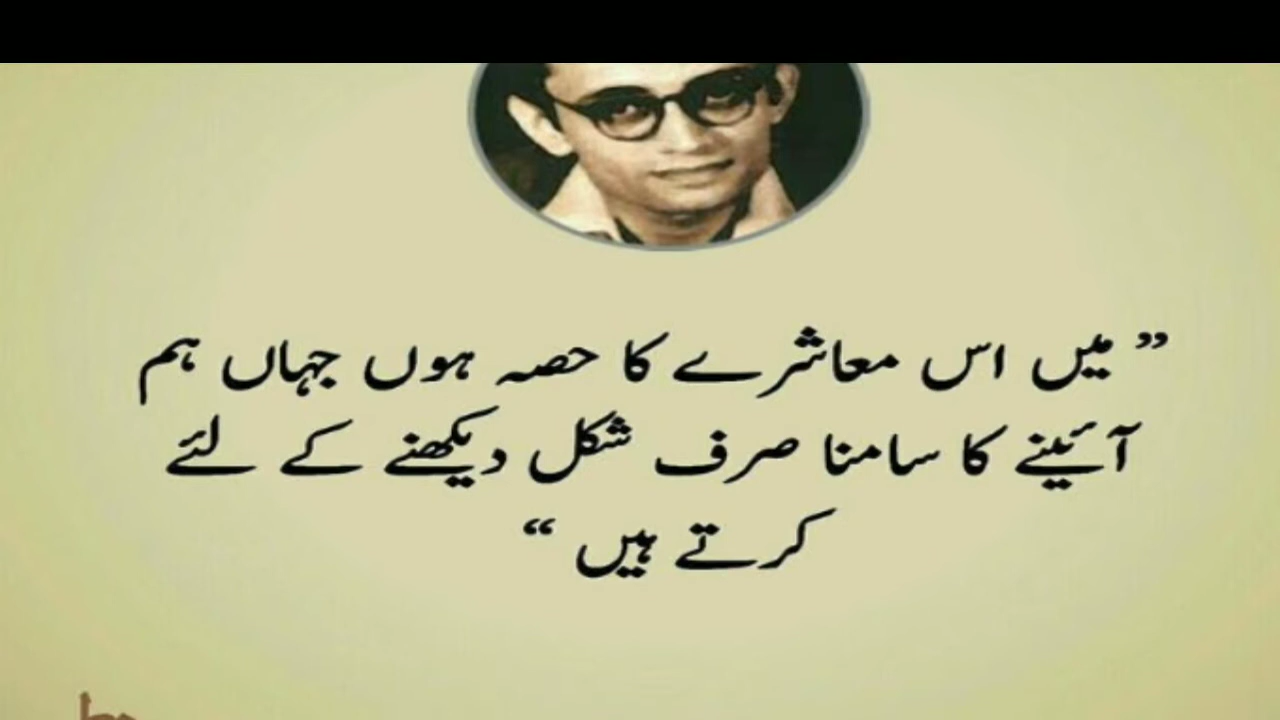 ” میں اس معاشرے کا حصہ ہوں جہاں ہم
آئینے کا سامنا صرف شکل دیکھنے کے لئے
کرتے ہیں “